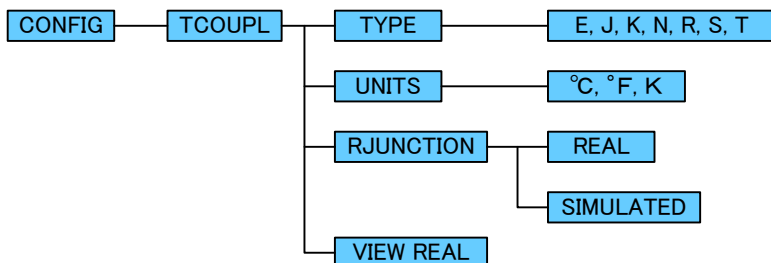 CONFIG
TCOUPL
TYPE
E, J, K, N, R, S, T
UNITS
℃, °F, K
RJUNCTION
REAL
SIMULATED
VIEW REAL